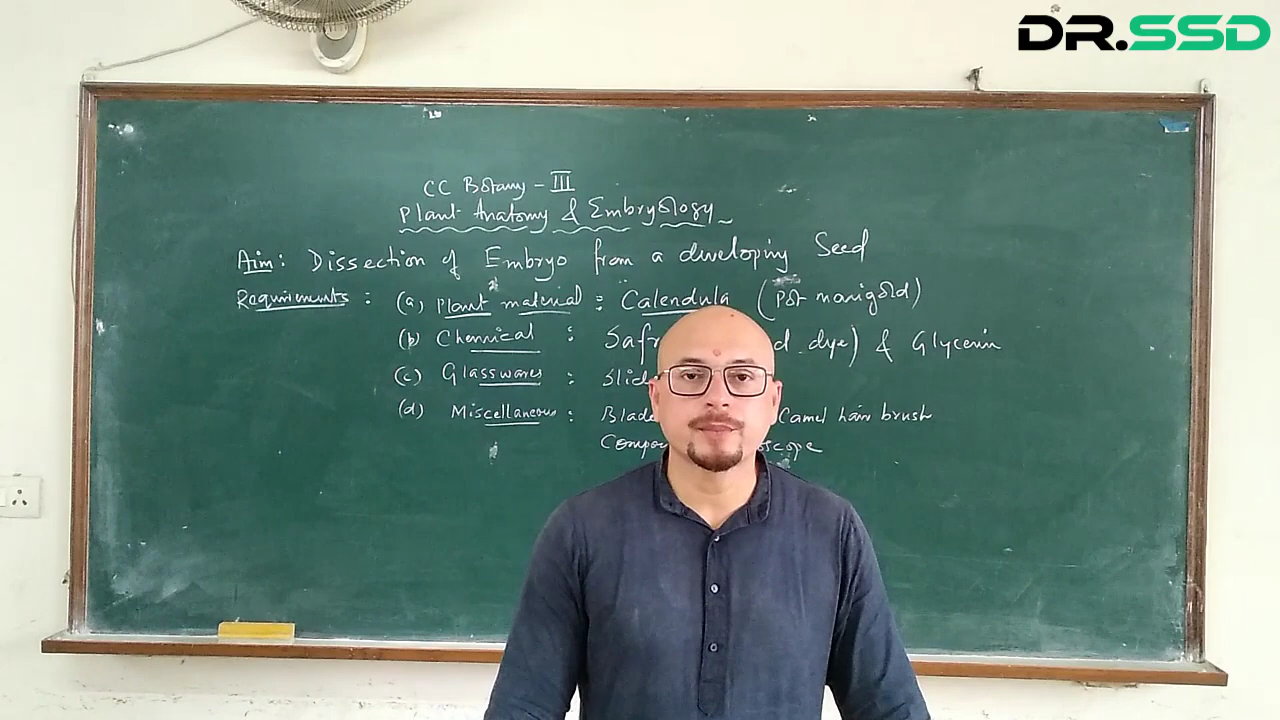 DR.SSD
CC Botany - III
Plant Anatomy & Embryology
Aim: Dissection of Embryo from a developing Seed
Requirements : (a) Plant material : Calendula (Pot marigold)
(b) Chemical : dye) & Glycerin
(c) Glasswares :
(d) Miscellaneous : Blade Camel hair brush